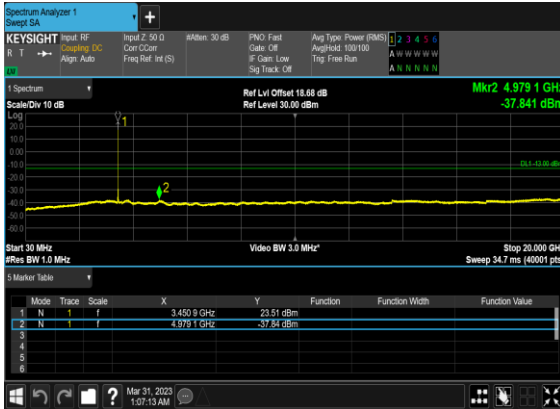 Spectrum Analyzer 1
Swept SA
+
KEYSIGHT Input: RF Input Z: 50 Ω #Atten: 30 dB PNO: Fast Avg Type: Power (RMS) 1 2 3 4 5 6
R T Coupling: DC Corr CCorr Gate: Off Avg|Hold: 100/100 A W W W W W
Align: Auto Freq Ref: Int (S) IF Gain: Low Trig: Free Run
Sig Track: Off A N N N N N
1 Spectrum Ref Lvl Offset 18.68 dB Mkr2 4.979 1 GHz
Scale/Div 10 dB Ref Level 30.00 dBm -37.841 dBm
Log
20.0
10.0
0.00
-10.0
-20.0
-30.0
-40.0
-50.0
-60.0
1
2
DL1 -13.00 dBm
Start 30 MHz Video BW 3.0 MHz* Stop 20.000 GHz
#Res BW 1.0 MHz Sweep 34.7 ms (40001 pts)
5 Marker Table
Mode Trace Scale X Y Function Function Width Function Value
1 N 1 f 3.450 9 GHz 23.51 dBm
2 N 1 f 4.979 1 GHz -37.84 dBm
3
4
5
6
? Mar 31, 2023
1:07:13 AM